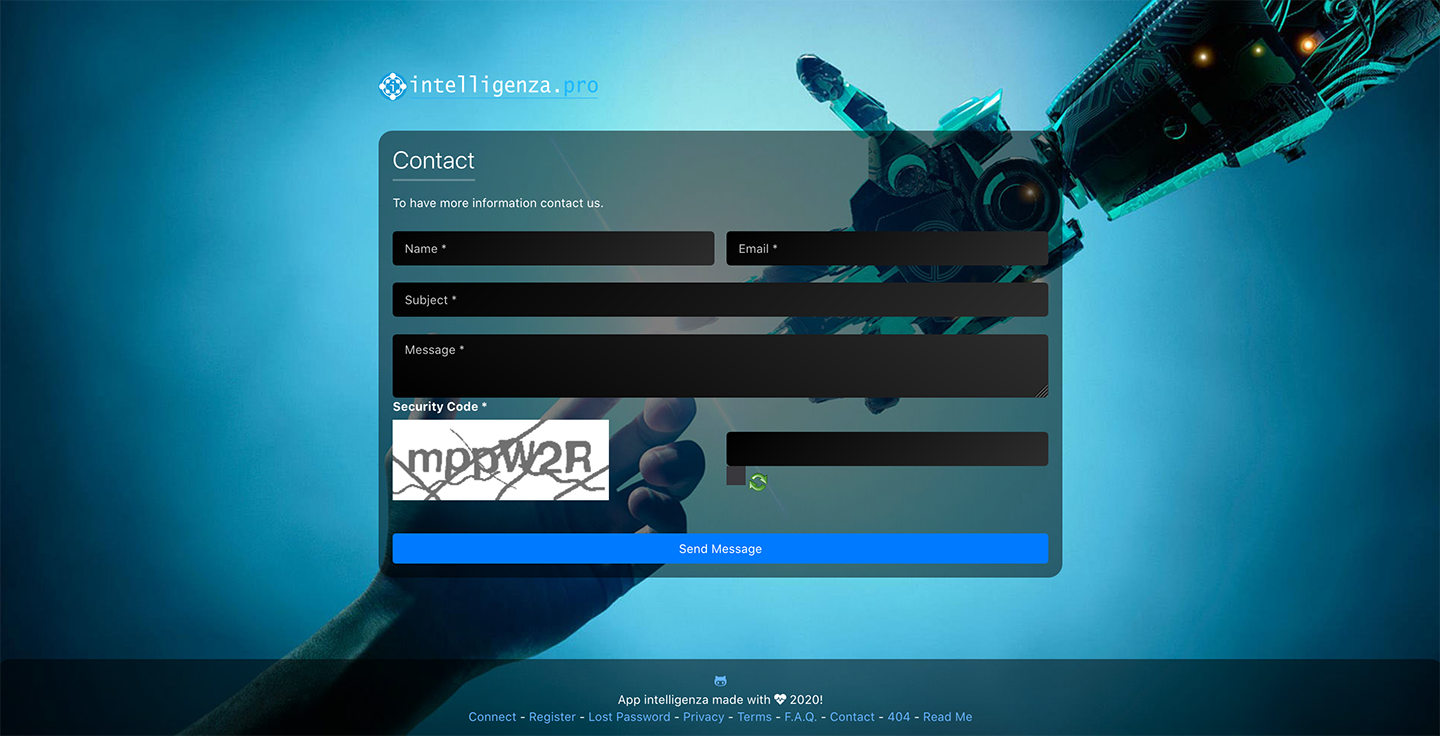 intelligenza.pro
Contact
To have more information contact us.
Name * Email *
Subject *
Message *
Security Code *
mppW2R
Send Message
App intelligenza made with 2020!
Connect - Register - Lost Password - Privacy - Terms - F.A.Q. - Contact - 404 - Read Me